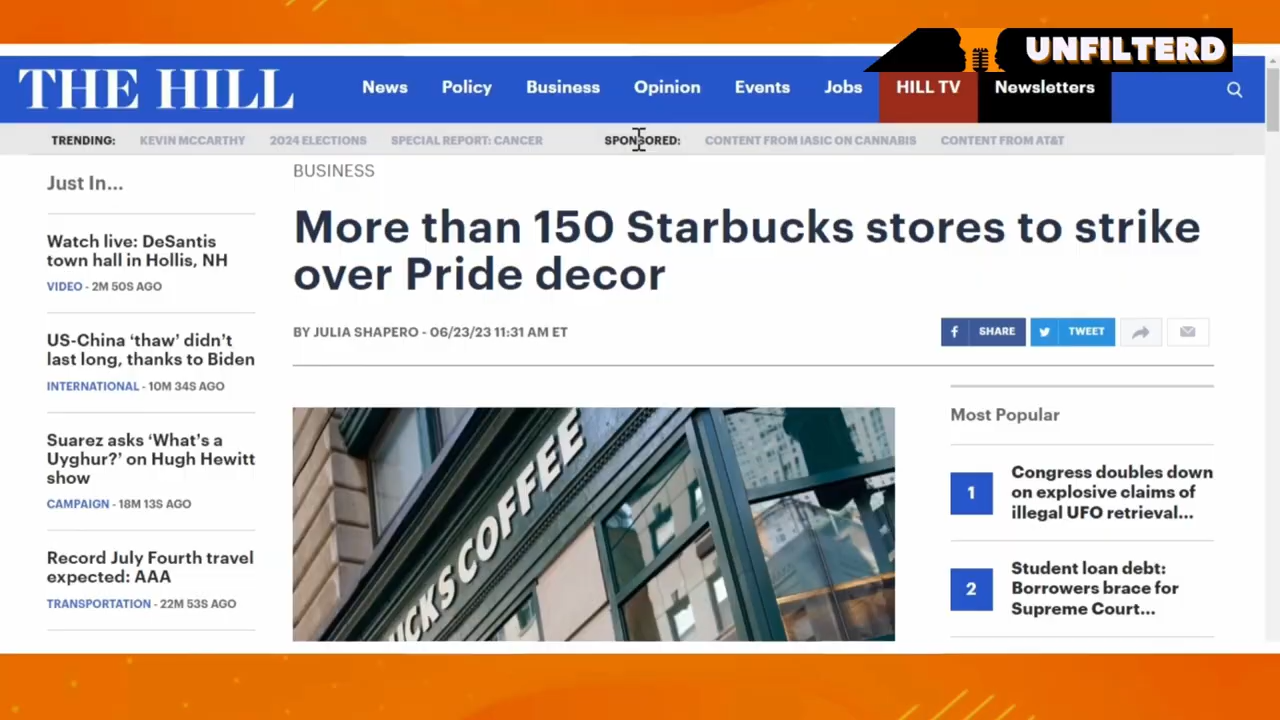 UNFILTERD
THE HILL
News Policy Business Opinion Events Jobs HILL TV Newsletters
TRENDING: KEVIN MCCARTHY 2024 ELECTIONS SPECIAL REPORT: CANCER SPONSORED: CONTENT FROM IASIC ON CANNABIS CONTENT FROM AT&T
Just In...
Watch live: DeSantis
town hall in Hollis, NH
VIDEO - 2M 50S AGO
US-China ‘thaw’ didn’t
last long, thanks to Biden
INTERNATIONAL - 10M 34S AGO
Suarez asks ‘What’s a
Uyghur?’ on Hugh Hewitt
show
CAMPAIGN - 18M 13S AGO
Record July Fourth travel
expected: AAA
TRANSPORTATION - 22M 53S AGO
BUSINESS
More than 150 Starbucks stores to strike
over Pride decor
BY JULIA SHAPERO - 06/23/23 11:31 AM ET
SHARE TWEET
UCKS COFFEE
Most Popular
1 Congress doubles down
on explosive claims of
illegal UFO retrieval...
2 Student loan debt:
Borrowers brace for
Supreme Court...